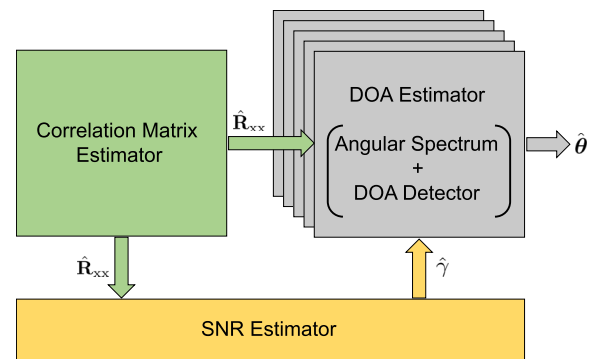 Correlation Matrix
Estimator
R̂xx
DOA Estimator
Angular Spectrum
+
DOA Detector
θ̂
R̂xx
γ̂
SNR Estimator